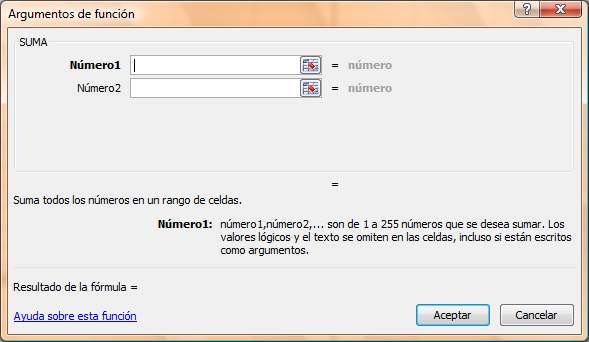 Argumentos de función
SUMA
Número1 = número
Número2 = número
=
Suma todos los números en un rango de celdas.
Número1: número1,número2,... son de 1 a 255 números que se desea sumar. Los
valores lógicos y el texto se omiten en las celdas, incluso si están escritos
como argumentos.
Resultado de la fórmula =
Ayuda sobre esta función
Aceptar Cancelar